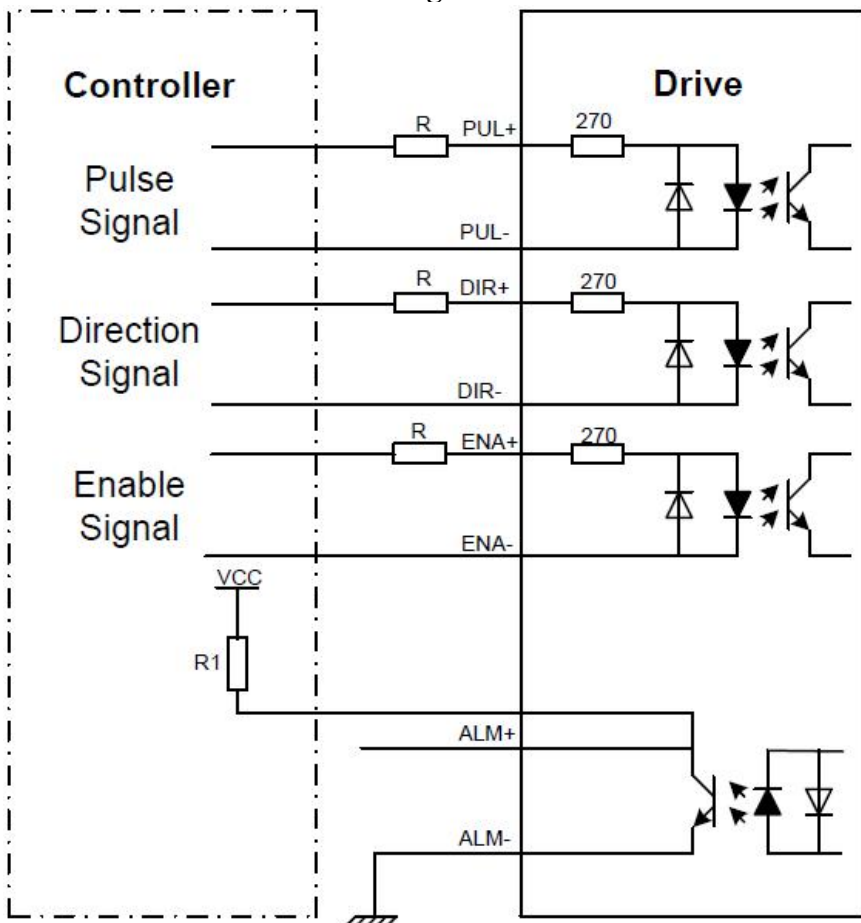 Controller
Drive
R
PUL+
270
Pulse
Signal
PUL-
R
DIR+
270
Direction
Signal
DIR-
R
ENA+
270
Enable
Signal
ENA-
VCC
R1
ALM+
ALM-